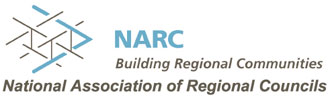 NARC
Building Regional Communities
National Association of Regional Councils